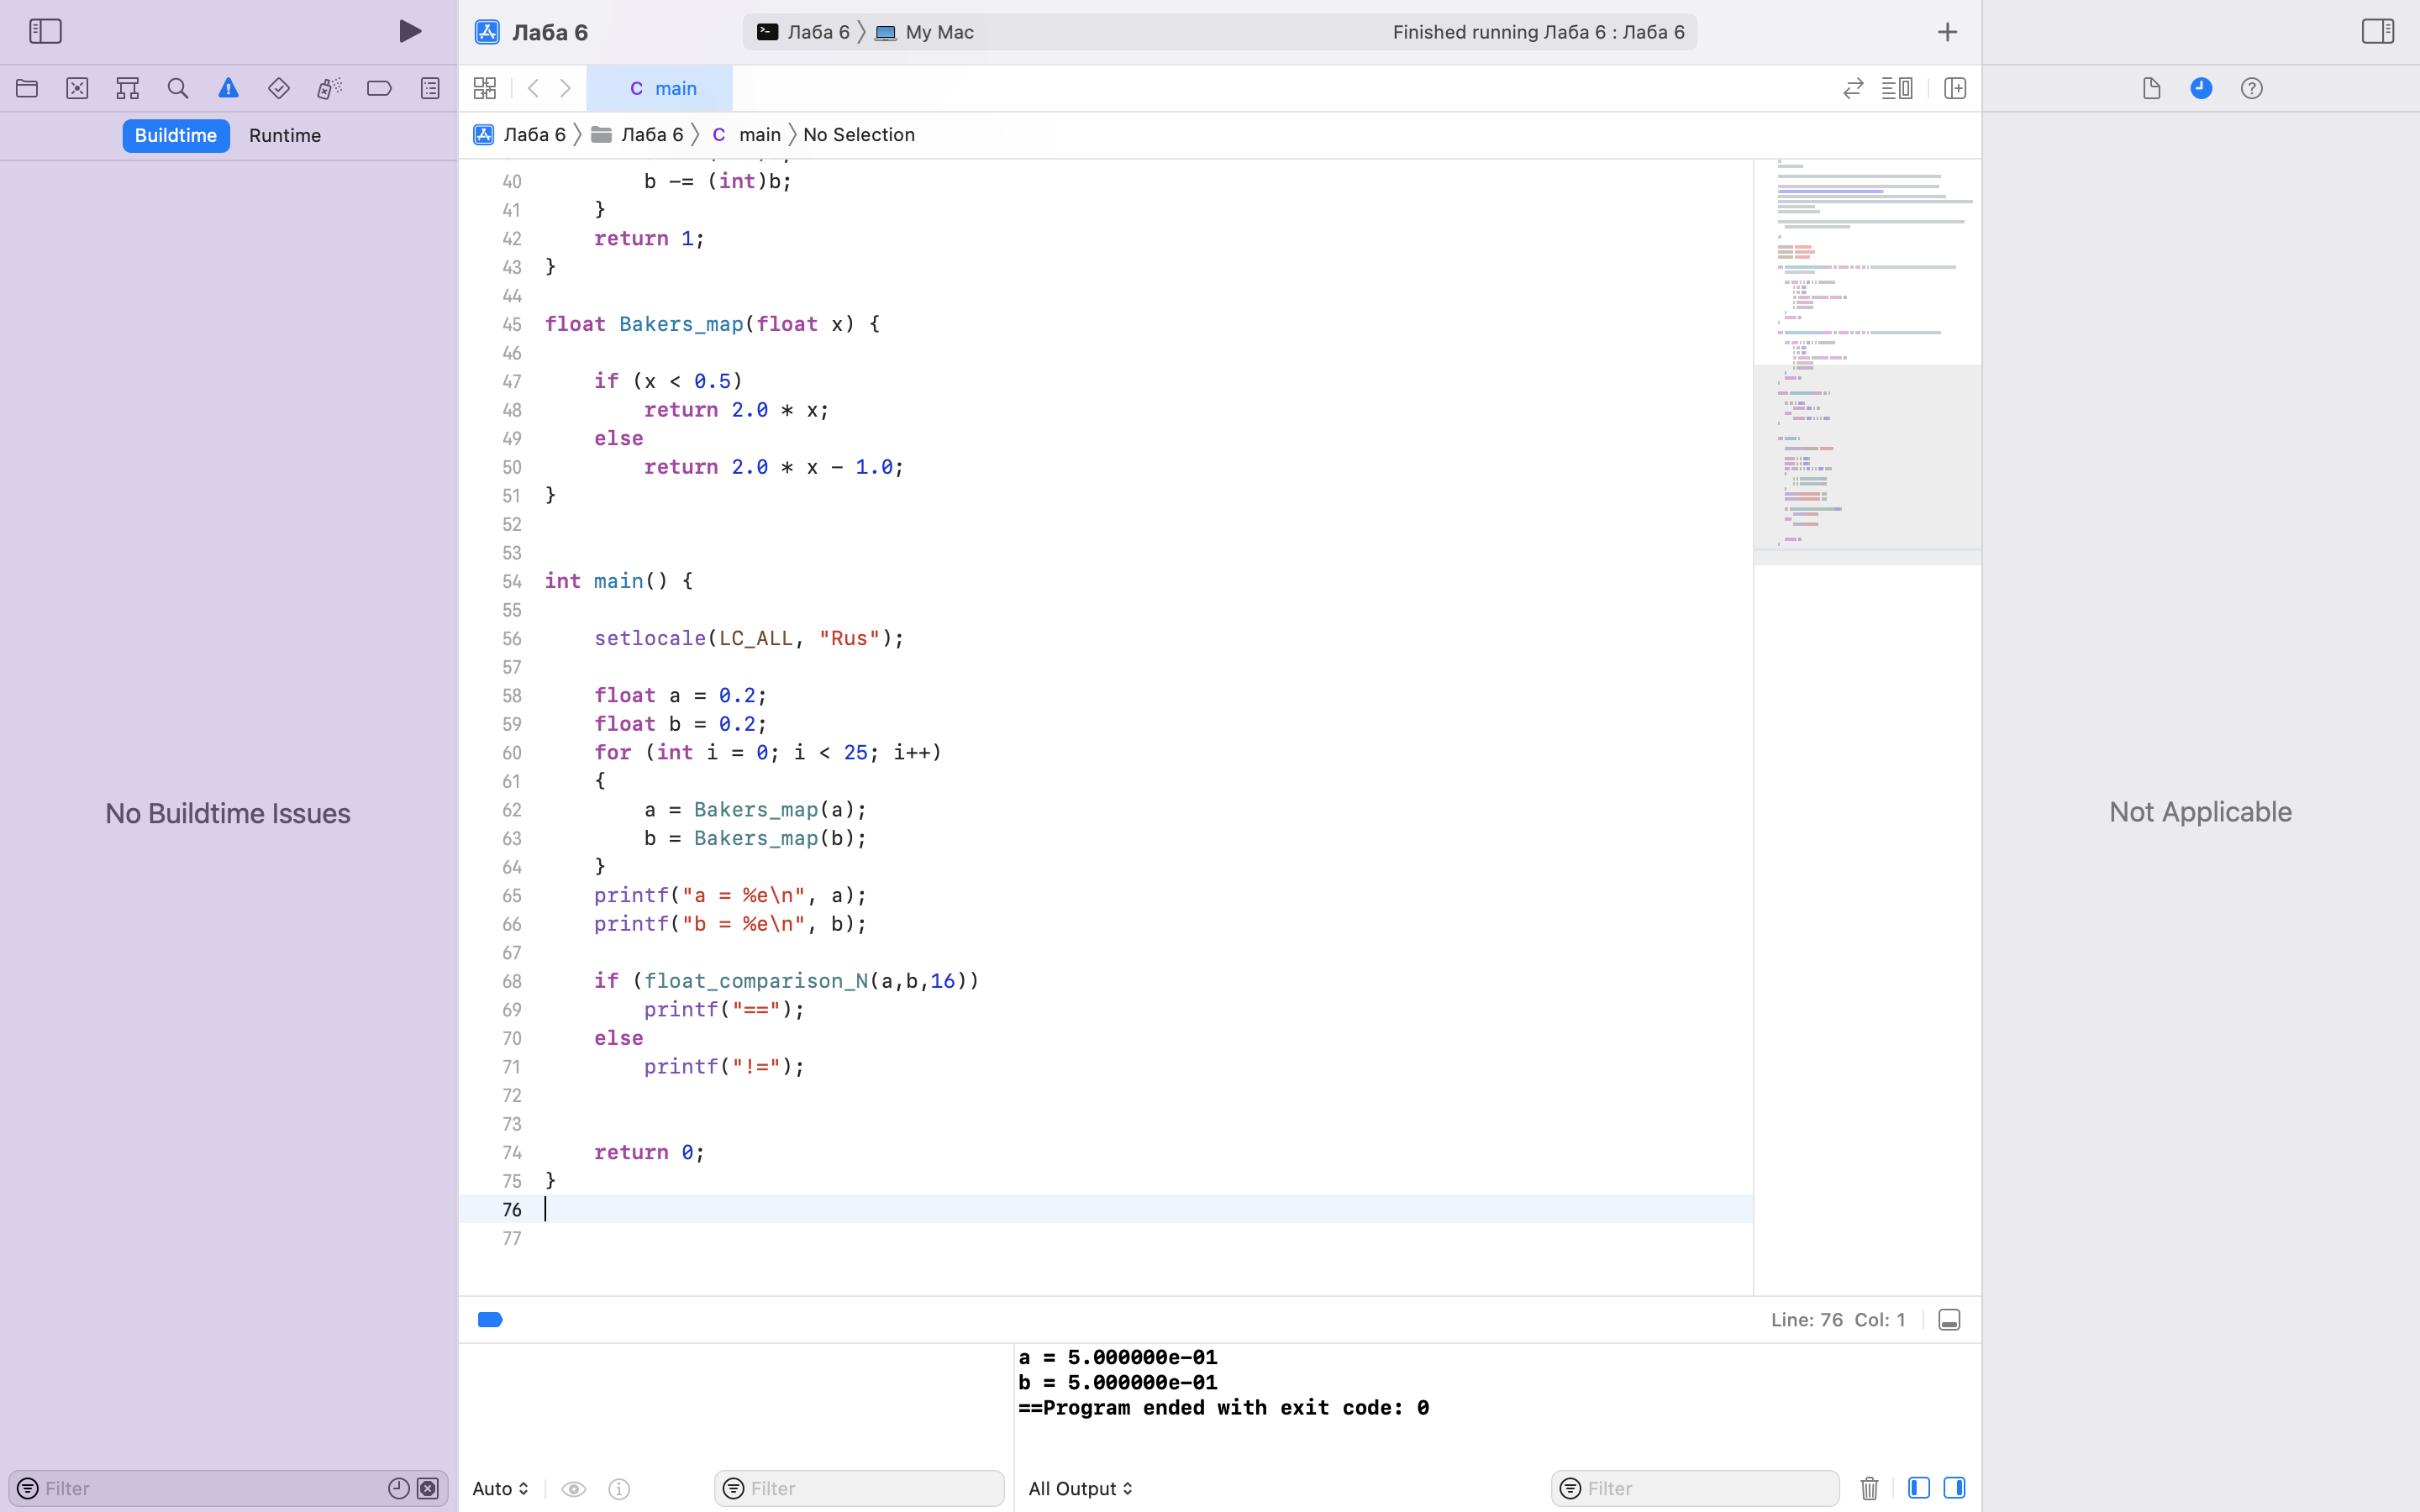 Лаба 6
Лаба 6 〉 My Mac
Finished running Лаба 6 : Лаба 6
C main
Buildtime Runtime
Лаба 6 〉 Лаба 6 〉 C main 〉 No Selection
No Buildtime Issues
40 b -= (int)b;
41 }
42 return 1;
43 }
44
45 float Bakers_map(float x) {
46
47 if (x < 0.5)
48 return 2.0 * x;
49 else
50 return 2.0 * x - 1.0;
51 }
52
53
54 int main() {
55
56 setlocale(LC_ALL, "Rus");
57
58 float a = 0.2;
59 float b = 0.2;
60 for (int i = 0; i < 25; i++)
61 {
62 a = Bakers_map(a);
63 b = Bakers_map(b);
64 }
65 printf("a = %e\n", a);
66 printf("b = %e\n", b);
67
68 if (float_comparison_N(a,b,16))
69 printf("==");
70 else
71 printf("!=");
72
73
74 return 0;
75 }
76
77
Not Applicable
Line: 76 Col: 1
a = 5.000000e-01
b = 5.000000e-01
==Program ended with exit code: 0
Filter
Auto
Filter
All Output
Filter